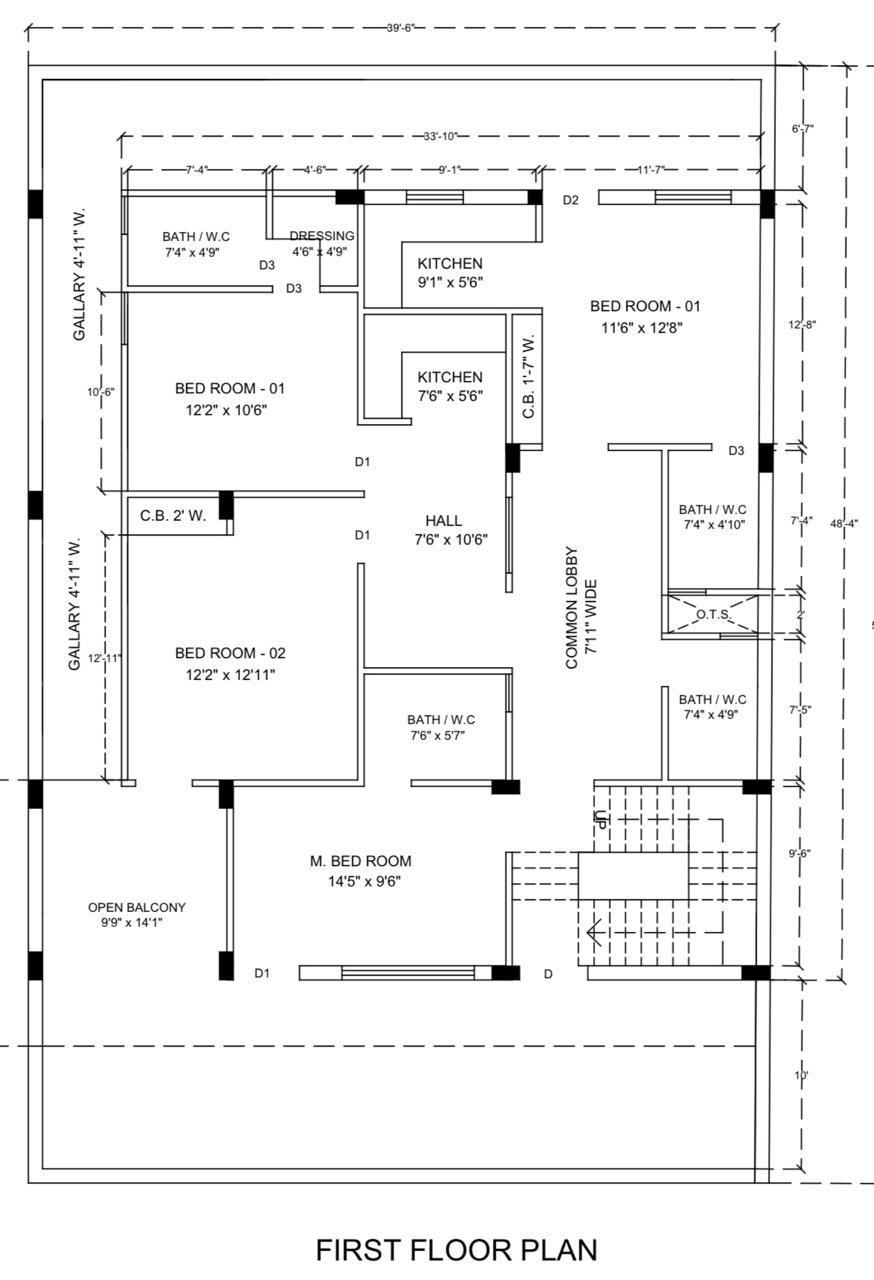 39'-6"
6'-7"
33'-10"
7'-4"
4'-6"
9'-1"
11'-7"
D2
GALLARY 4'-11" W.
BATH / W.C
7'4" x 4'9"
DRESSING
4'6" x 4'9"
D3
D3
KITCHEN
9'1" x 5'6"
BED ROOM - 01
11'6" x 12'8"
12'-8"
10'-6"
BED ROOM - 01
12'2" x 10'6"
KITCHEN
7'6" x 5'6"
C.B. 1'-7" W.
D1
D3
C.B. 2' W.
D1
HALL
7'6" x 10'6"
BATH / W.C
7'4" x 4'10"
7'-4"
48'-4"
GALLARY 4'-11" W.
COMMON LOBBY
7'11" WIDE
O.T.S.
2'
12'-11"
BED ROOM - 02
12'2" x 12'11"
BATH / W.C
7'6" x 5'7"
BATH / W.C
7'4" x 4'9"
7'-5"
UP
M. BED ROOM
14'5" x 9'6"
9'-6"
OPEN BALCONY
9'9" x 14'1"
D1
D
10'
FIRST FLOOR PLAN